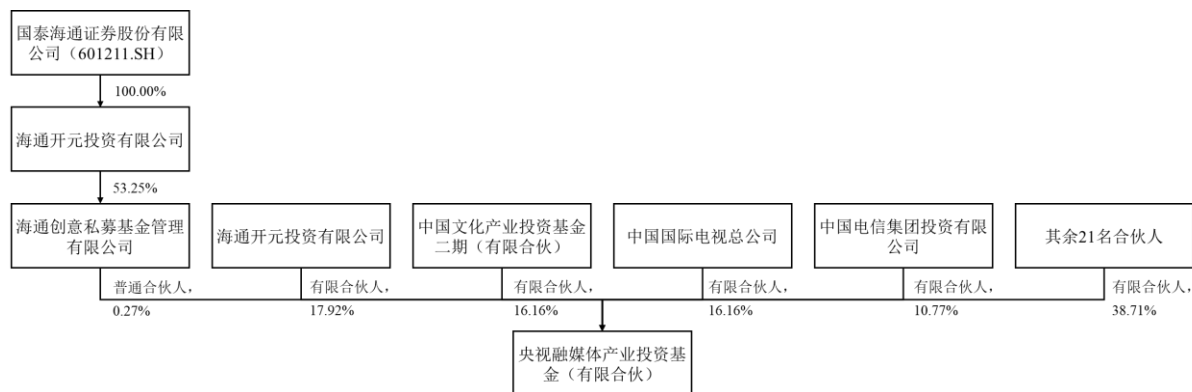 国泰海通证券股份有限
公司（601211.SH）
100.00%
海通开元投资有限公司
53.25%
海通创意私募基金管理
有限公司
海通开元投资有限公司
中国文化产业投资基金
二期（有限合伙）
中国国际电视总公司
中国电信集团投资有限
公司
其余21名合伙人
普通合伙人，
0.27%
有限合伙人，
17.92%
有限合伙人，
16.16%
有限合伙人，
16.16%
有限合伙人，
10.77%
有限合伙人，
38.71%
央视融媒体产业投资基
金（有限合伙）